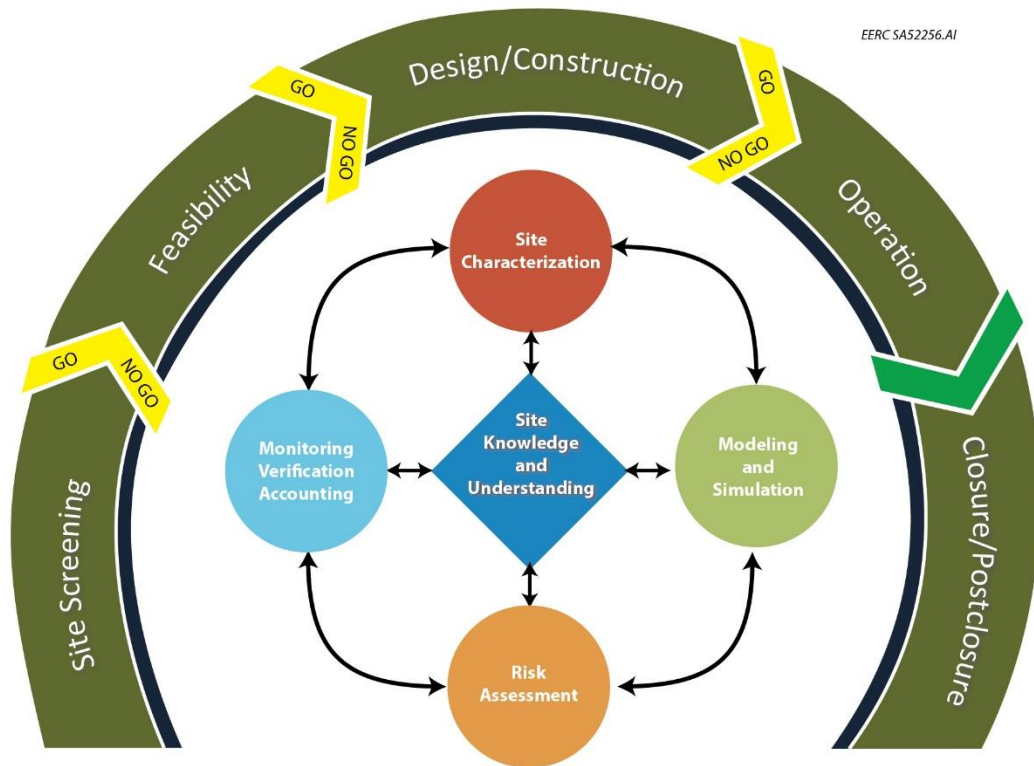 EERC SA52256.AI
Site Screening
GO
NO GO
Feasibility
GO
NO GO
Design/Construction
GO
NO GO
Operation
Closure/Postclosure
Site
Characterization
Monitoring
Verification
Accounting
Site
Knowledge
and
Understanding
Modeling
and
Simulation
Risk
Assessment